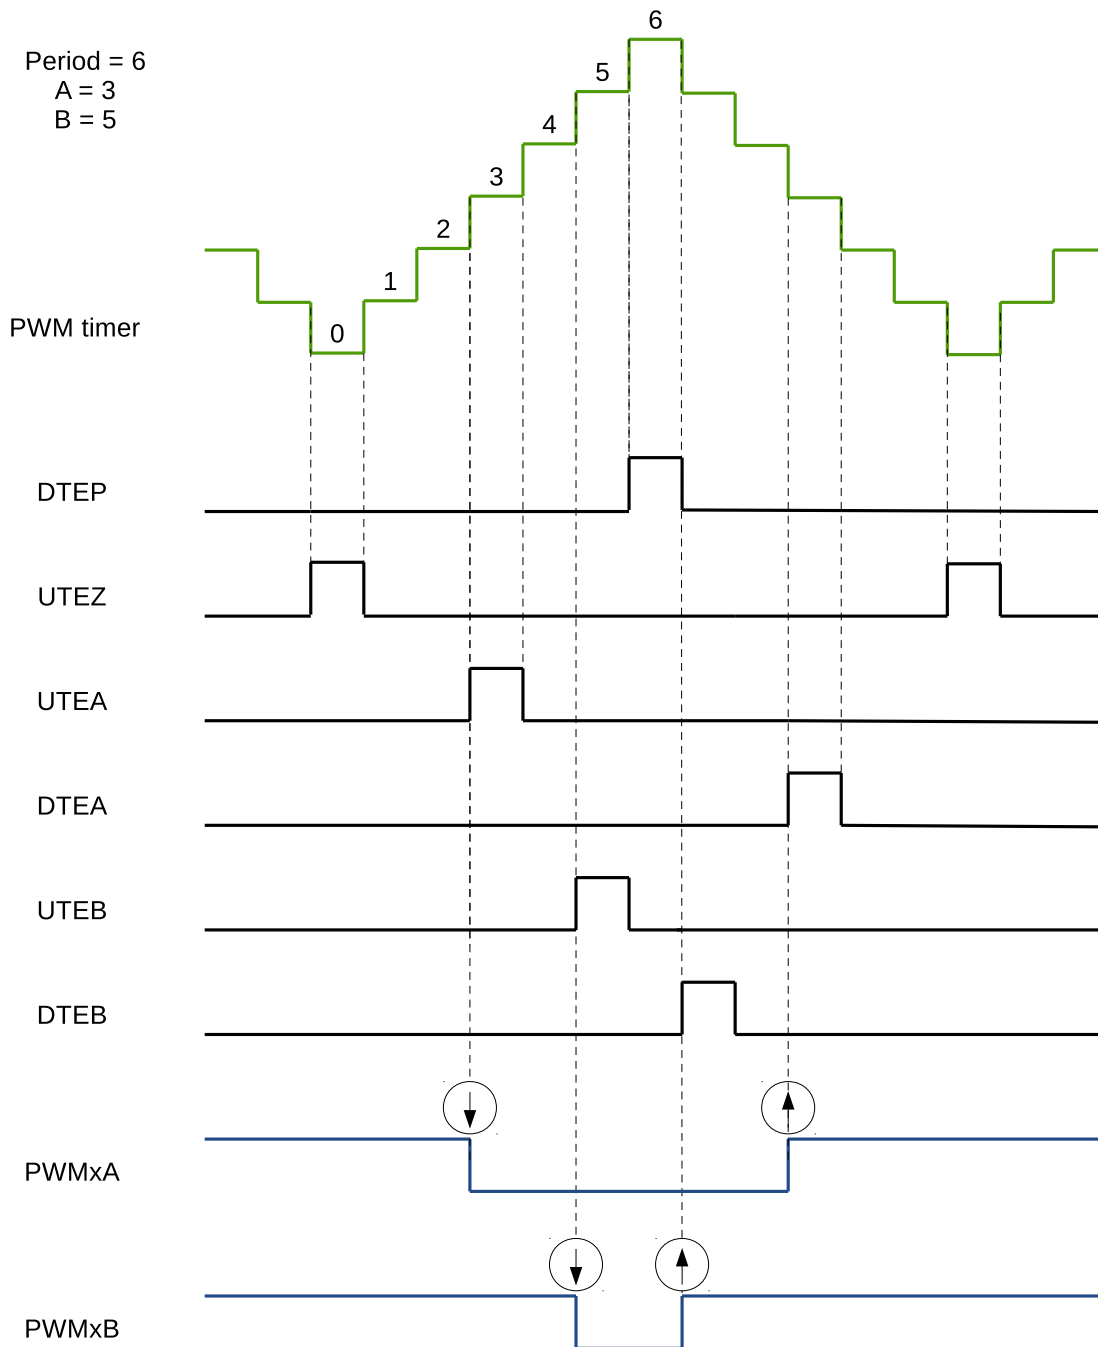 Period = 6
A = 3
B = 5
6
5
4
3
2
1
0
PWM timer
DTEP
UTEZ
UTEA
DTEA
UTEB
DTEB
PWMxA
PWMxB